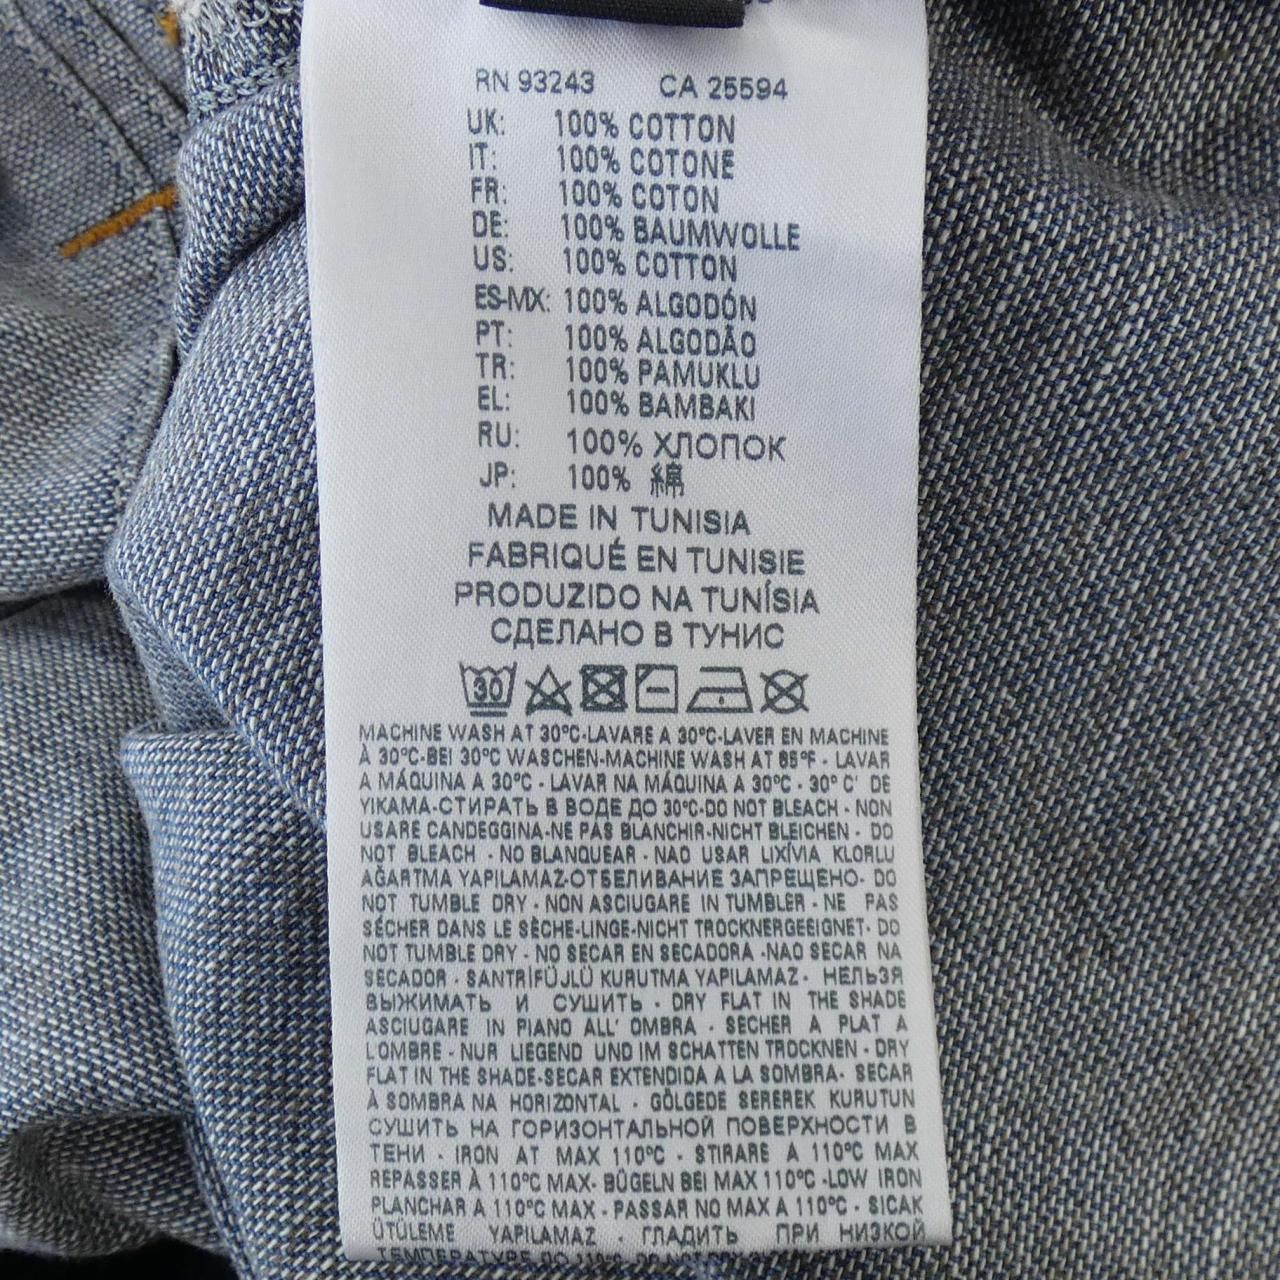 RN 93243 CA 25594
UK: 100% COTTON
IT: 100% COTONE
FR: 100% COTON
DE: 100% BAUMWOLLE
US: 100% COTTON
ES-MX: 100% ALGODÓN
PT: 100% ALGODÃO
TR: 100% PAMUKLU
EL: 100% BAMBAKI
RU: 100% ХЛОПОК
JP: 100% 綿
MADE IN TUNISIA
FABRIQUÉ EN TUNISIE
PRODUZIDO NA TUNÍSIA
СДЕЛАНО В ТУНИС
30
MACHINE WASH AT 30°C-LAVARE A 30°C-LAVER EN MACHINE
À 30°C-BEI 30°C WASCHEN-MACHINE WASH AT 85°F - LAVAR
A MÁQUINA A 30°C - LAVAR NA MÁQUINA A 30°C - 30° C' DE
YIKAMA-СТИРАТЬ В ВОДЕ ДО 30°C-DO NOT BLEACH - NON
USARE CANDEGGINA-NE PAS BLANCHIR-NICHT BLEICHEN - DO
NOT BLEACH - NO BLANQUEAR - NAO USAR LIXÍVIA KLORLU
AĞARTMA YAPILAMAZ-ОТБЕЛИВАНИЕ ЗАПРЕЩЕНО- DO
NOT TUMBLE DRY - NON ASCIUGARE IN TUMBLER - NE PAS
SÉCHER DANS LE SÈCHE-LINGE-NICHT TROCKNERGEEIGNET- DO
NOT TUMBLE DRY - NO SECAR EN SECADORA -NAO SECAR NA
SECADOR - SANTRİFÜJLÜ KURUTMA YAPILAMAZ - НЕЛЬЗЯ
ВЫЖИМАТЬ И СУШИТЬ - DRY FLAT IN THE SHADE
ASCIUGARE IN PIANO ALL' OMBRA - SÉCHER À PLAT A
L'OMBRE - NUR LIEGEND UND IM SCHATTEN TROCKNEN - DRY
FLAT IN THE SHADE-SECAR EXTENDIDA A LA SOMBRA- SECAR
À SOMBRA NA HORIZONTAL - GÖLGEDE SEREREK KURUTUN
СУШИТЬ НА ГОРИЗОНТАЛЬНОЙ ПОВЕРХНОСТИ В
ТЕНИ - IRON AT MAX 110°C - STIRARE A 110°C MAX
REPASSER À 110°C MAX- BÜGELN BEI MAX 110°C -LOW IRON
PLANCHAR A 110°C MAX - PASSAR NO MAX A 110°C - SICAK
ÜTÜLEME YAPILAMAZ - ГЛАДИТЬ ПРИ НИЗКОЙ
ТЕМПЕРАТУРЕ DO 110°C- DO NOT DRY